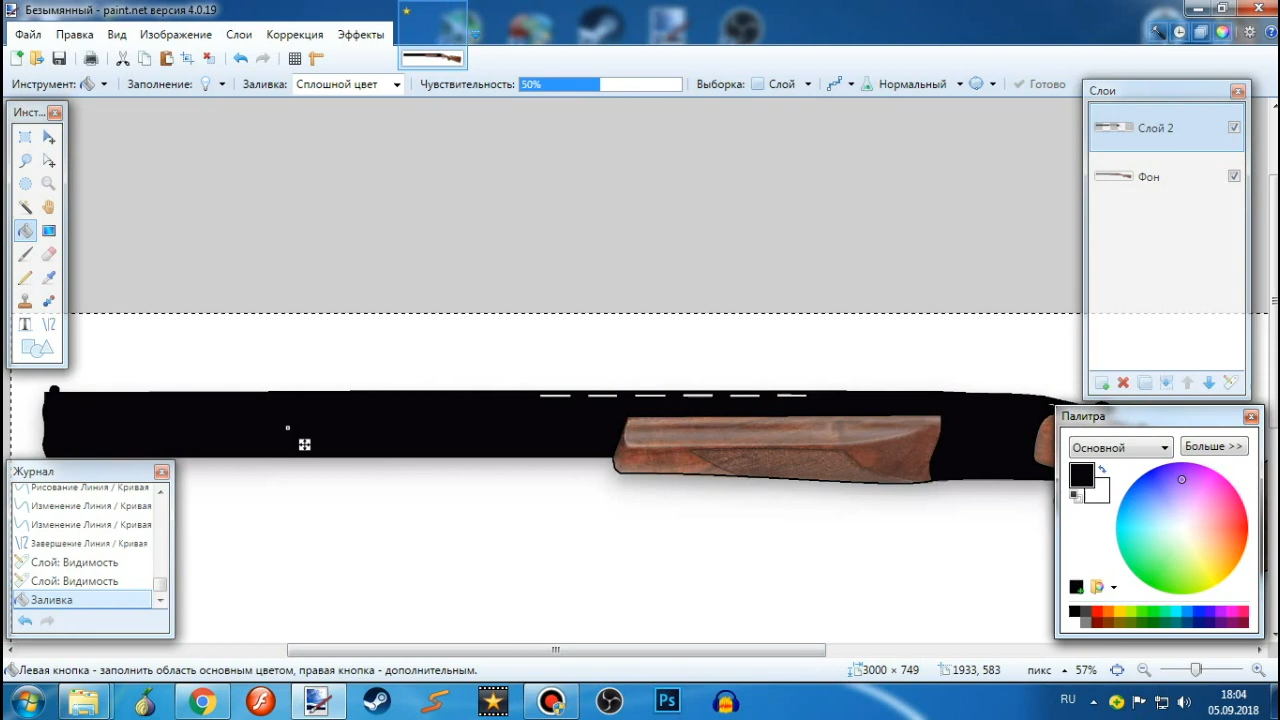 Безымянный - paint.net версия 4.0.19
Файл Правка Вид Изображение Слои Коррекция Эффекты
Инструмент: Заполнение: Заливка: Сплошной цвет Чувствительность: 50% Выборка: Слой Нормальный Готово
Инст...
Слои
Слой 2
Фон
Палитра
Основной Больше >>
Журнал
Рисование Линия / Кривая
Изменение Линия / Кривая
Изменение Линия / Кривая
Завершение Линия / Кривая
Слой: Видимость
Слой: Видимость
Заливка
Левая кнопка - заполнить область основным цветом, правая кнопка - дополнительным. 3000 × 749 1933, 583 пикс 57%
Ps RU 18:04
05.09.2018